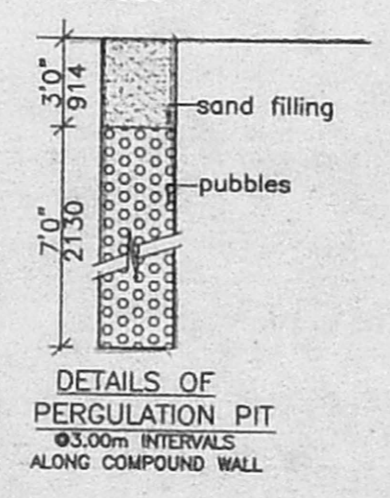 3'0"
914
sand filling
7'0"
2130
pubbles
DETAILS OF
PERGULATION PIT
@3.00m INTERVALS
ALONG COMPOUND WALL